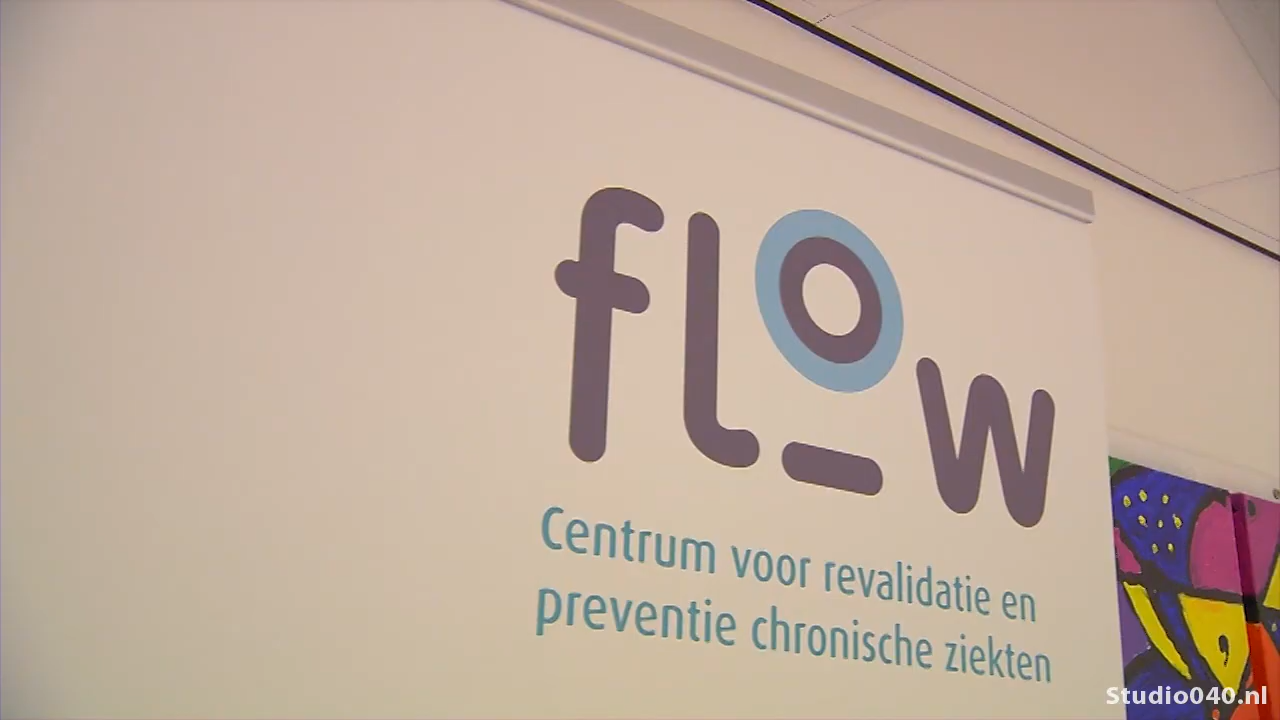 flow
Centrum voor revalidatie en
preventie chronische ziekten
Studio040.nl